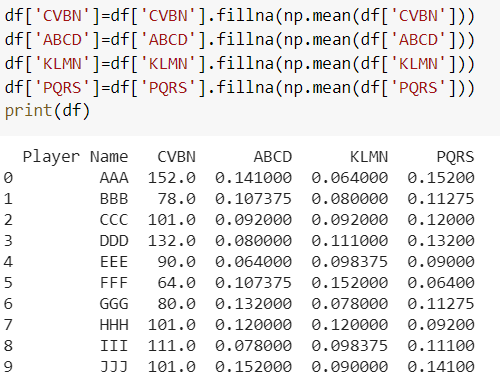 df['CVBN']=df['CVBN'].fillna(np.mean(df['CVBN']))
df['ABCD']=df['ABCD'].fillna(np.mean(df['ABCD']))
df['KLMN']=df['KLMN'].fillna(np.mean(df['KLMN']))
df['PQRS']=df['PQRS'].fillna(np.mean(df['PQRS']))
print(df)
Player Name CVBN ABCD KLMN PQRS
0 AAA 152.0 0.141000 0.064000 0.15200
1 BBB 78.0 0.107375 0.080000 0.11275
2 CCC 101.0 0.092000 0.092000 0.12000
3 DDD 132.0 0.080000 0.111000 0.13200
4 EEE 90.0 0.064000 0.098375 0.09000
5 FFF 64.0 0.107375 0.152000 0.06400
6 GGG 80.0 0.132000 0.078000 0.11275
7 HHH 101.0 0.120000 0.120000 0.09200
8 III 111.0 0.078000 0.098375 0.11100
9 JJJ 101.0 0.152000 0.090000 0.14100